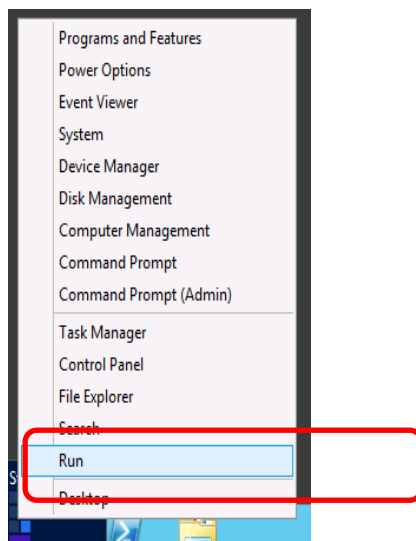 Programs and Features
Power Options
Event Viewer
System
Device Manager
Disk Management
Computer Management
Command Prompt
Command Prompt (Admin)
Task Manager
Control Panel
File Explorer
Search
Run
Desktop